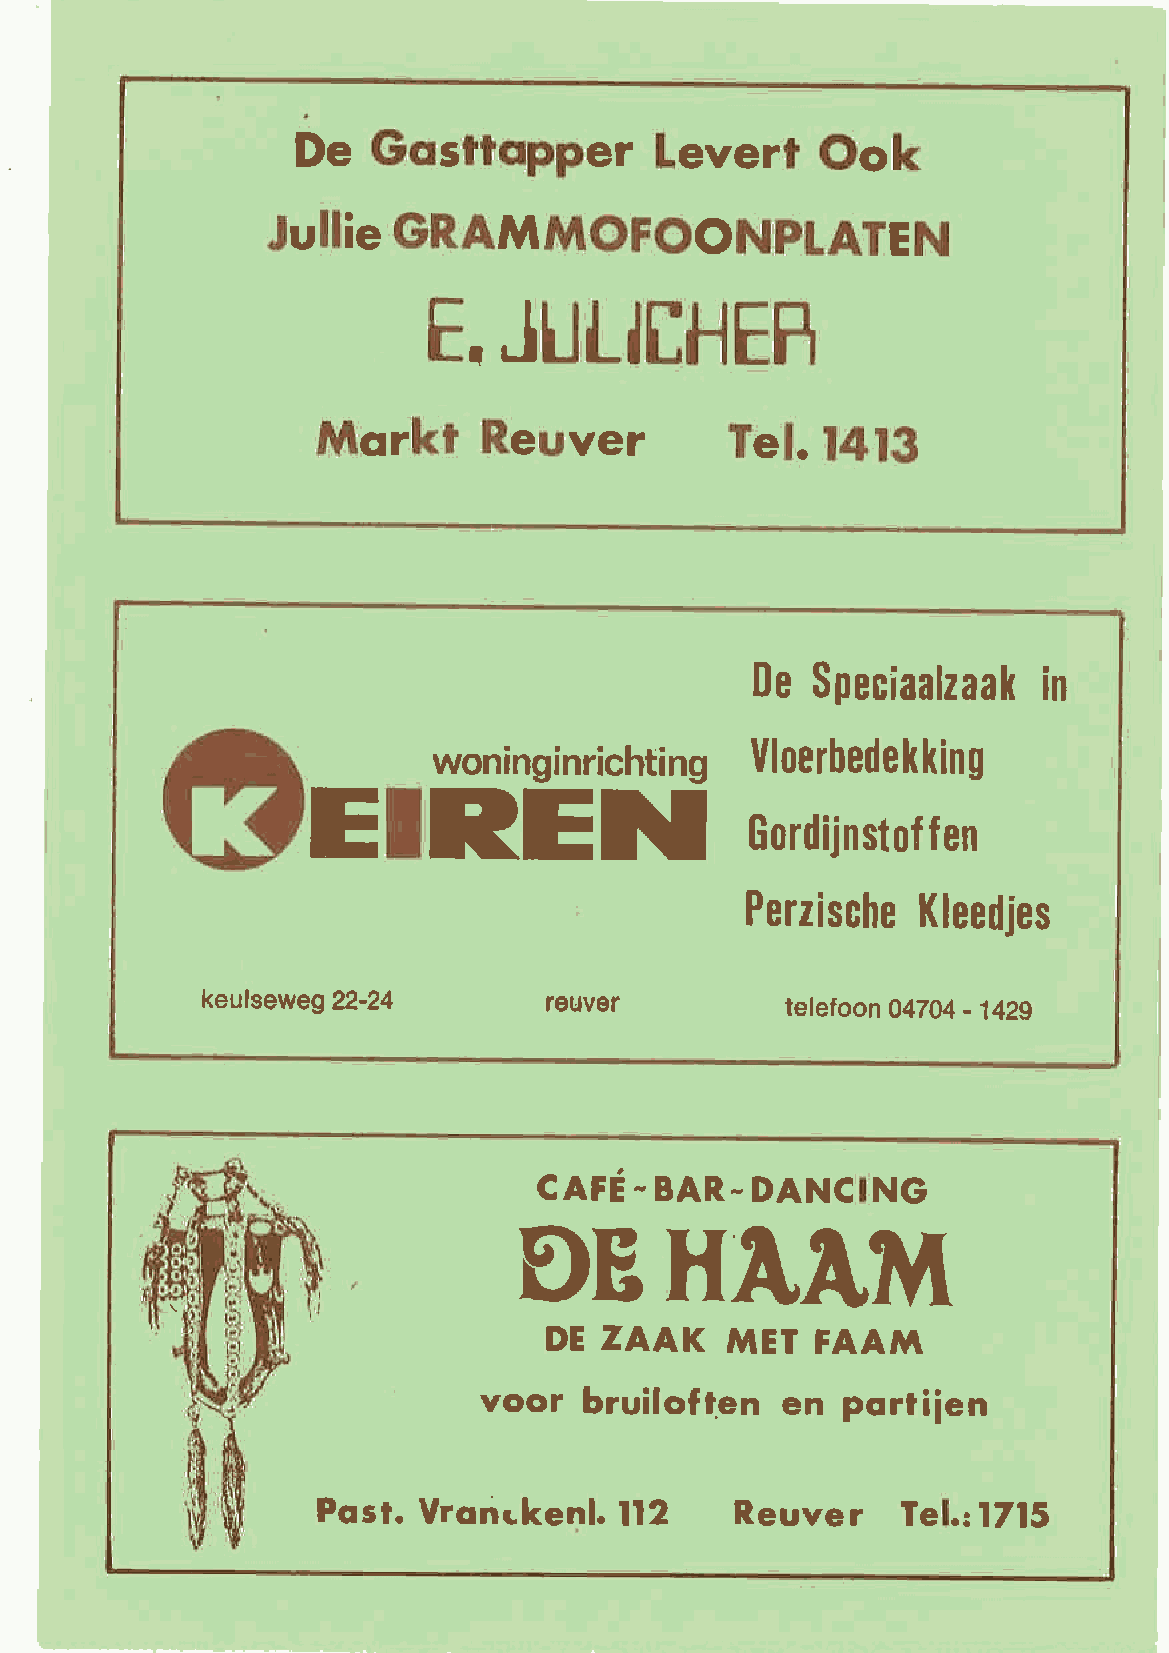 De Gasttapper Levert Ook
Jullie GRAMMOFOONPLATEN
E. JULICHER
Markt Reuver Tel. 1413
De Speciaalzaak in
woninginrichting Vloerbedekking
KEIREN
Gordijnstoffen
Perzische Kleedjes
keulseweg 22-24 reuver telefoon 04704 - 1429
CAFÉ-BAR-DANCING
DE HAAM
DE ZAAK MET FAAM
voor bruiloften en partijen
Past. Vranckenl. 112 Reuver Tel.: 1715